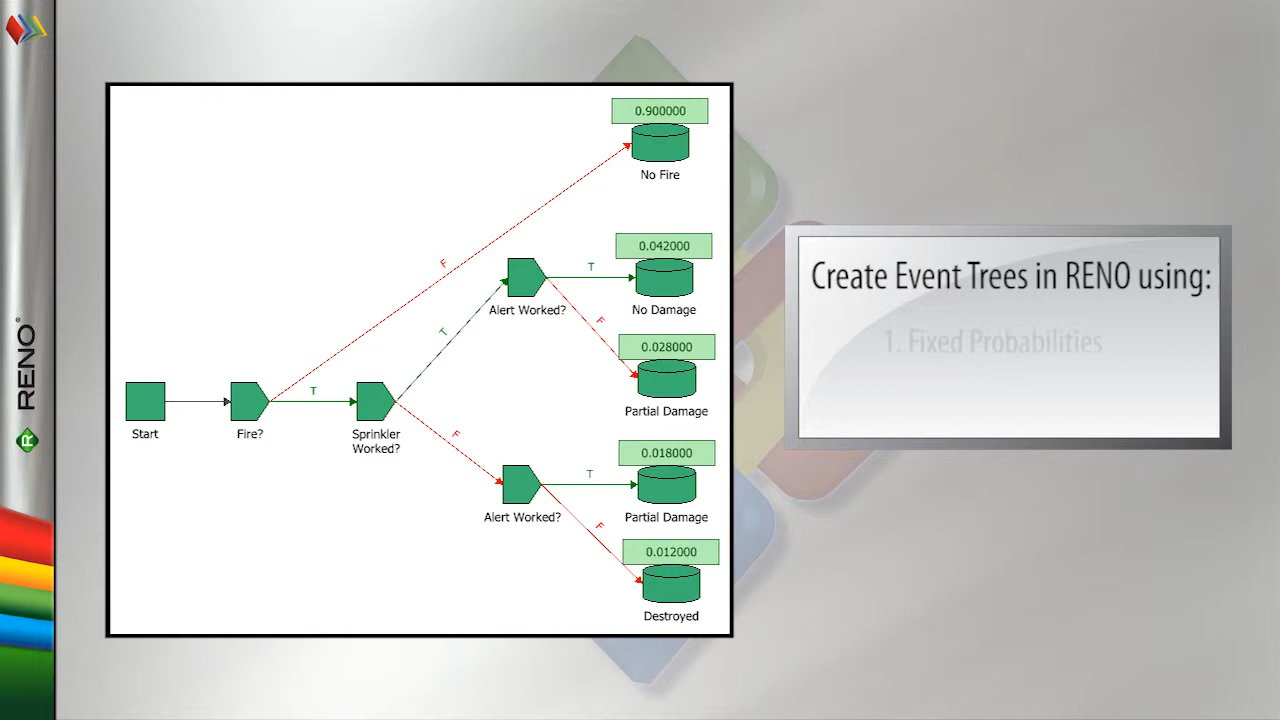 RENO®
R
0.900000
No Fire
F
0.042000
T
No Damage
Alert Worked?
T
F
0.028000
Partial Damage
Start
Fire?
T
Sprinkler
Worked?
F
0.018000
T
Partial Damage
Alert Worked?
F
0.012000
Destroyed
Create Event Trees in RENO using:
1. Fixed Probabilities